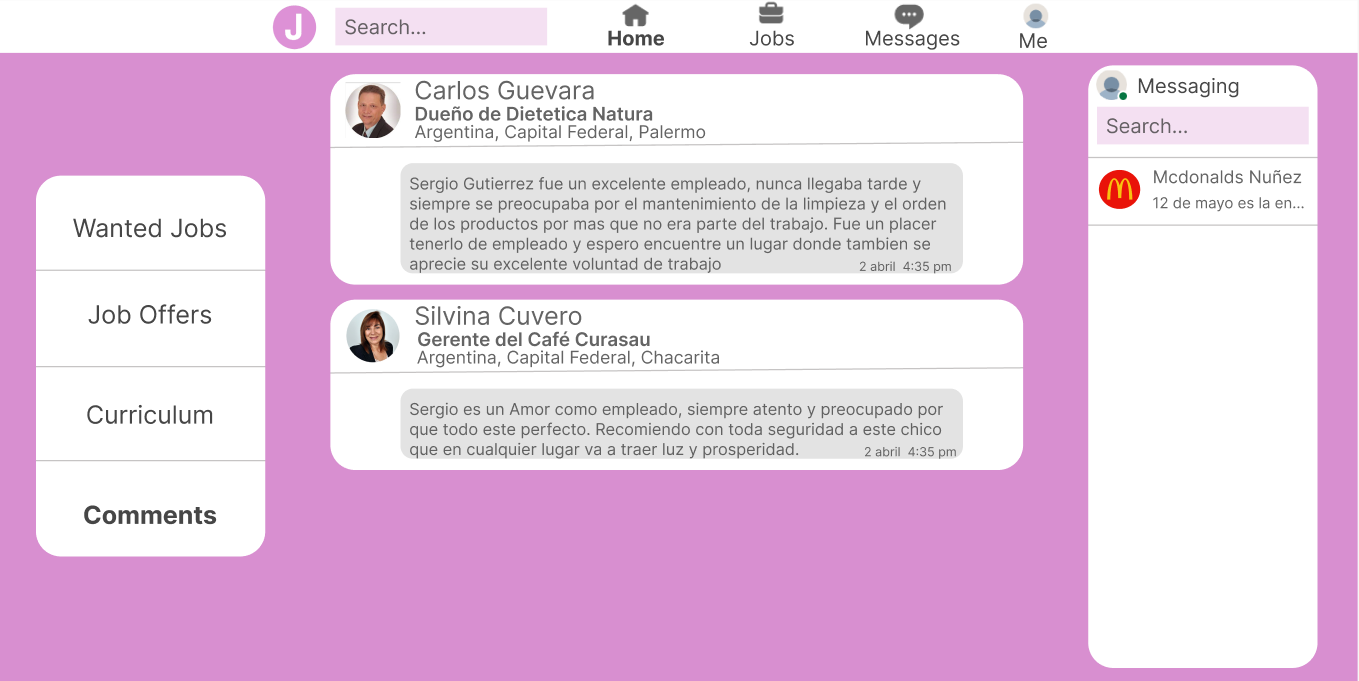 J
Search...
Home
Jobs
Messages
Me
Wanted Jobs
Job Offers
Curriculum
Comments
Carlos Guevara
Dueño de Dietetica Natura
Argentina, Capital Federal, Palermo
Sergio Gutierrez fue un excelente empleado, nunca llegaba tarde y
siempre se preocupaba por el mantenimiento de la limpieza y el orden
de los productos por mas que no era parte del trabajo. Fue un placer
tenerlo de empleado y espero encuentre un lugar donde tambien se
aprecie su excelente voluntad de trabajo
2 abril 4:35 pm
Silvina Cuvero
Gerente del Café Curasau
Argentina, Capital Federal, Chacarita
Sergio es un Amor como empleado, siempre atento y preocupado por
que todo este perfecto. Recomiendo con toda seguridad a este chico
que en cualquier lugar va a traer luz y prosperidad.
2 abril 4:35 pm
Messaging
Search...
Mcdonalds Nuñez
12 de mayo es la en...